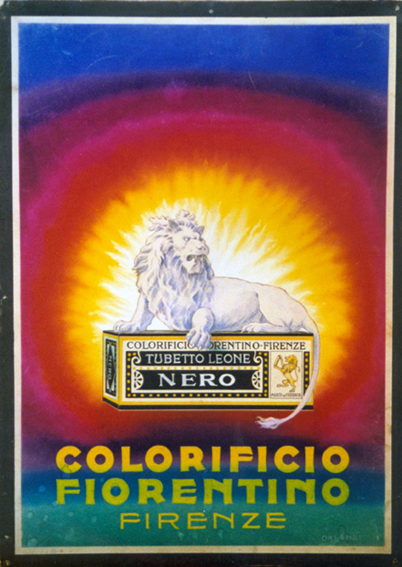 COLORIFICIO FIORENTINO-FIRENZE
TUBETTO LEONE
NERO
COLORIFICIO
FIORENTINO
FIRENZE